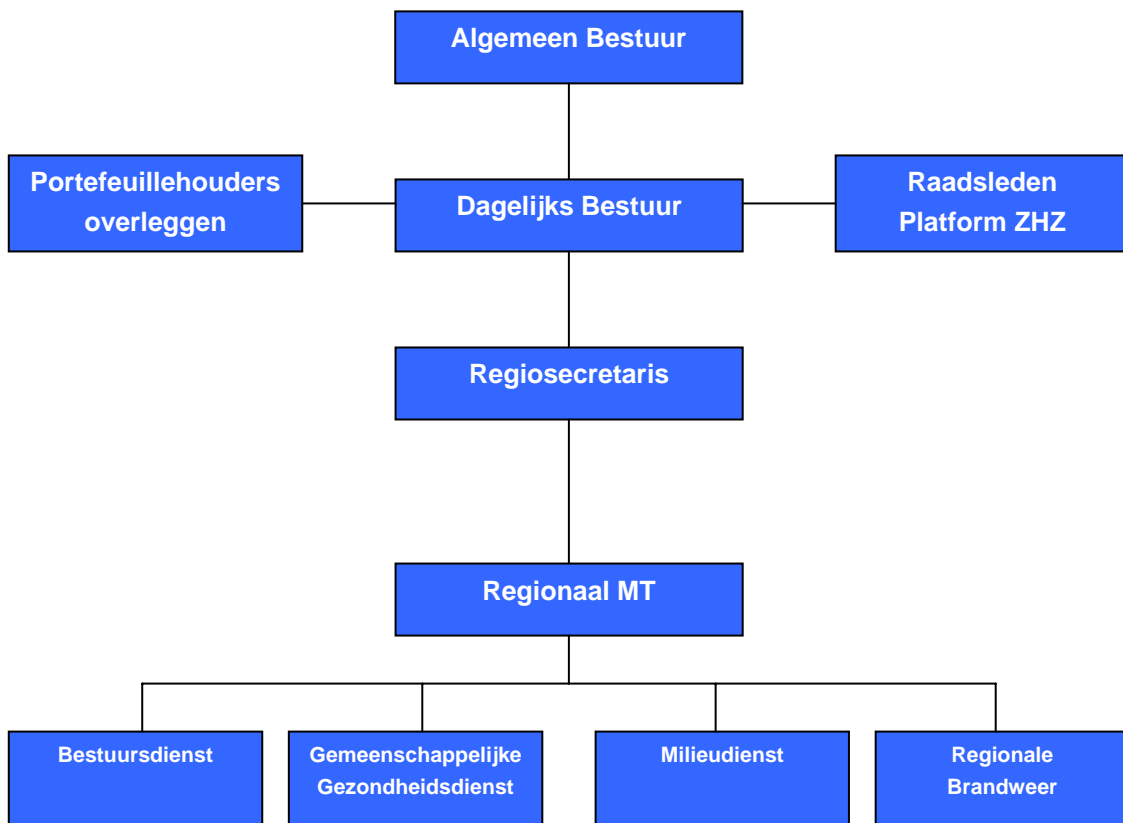 Algemeen Bestuur
Portefeuillehouders
overleggen
Dagelijks Bestuur
Raadsleden
Platform ZHZ
Regiosecretaris
Regionaal MT
Bestuursdienst
Gemeenschappelijke
Gezondheidsdienst
Milieudienst
Regionale
Brandweer